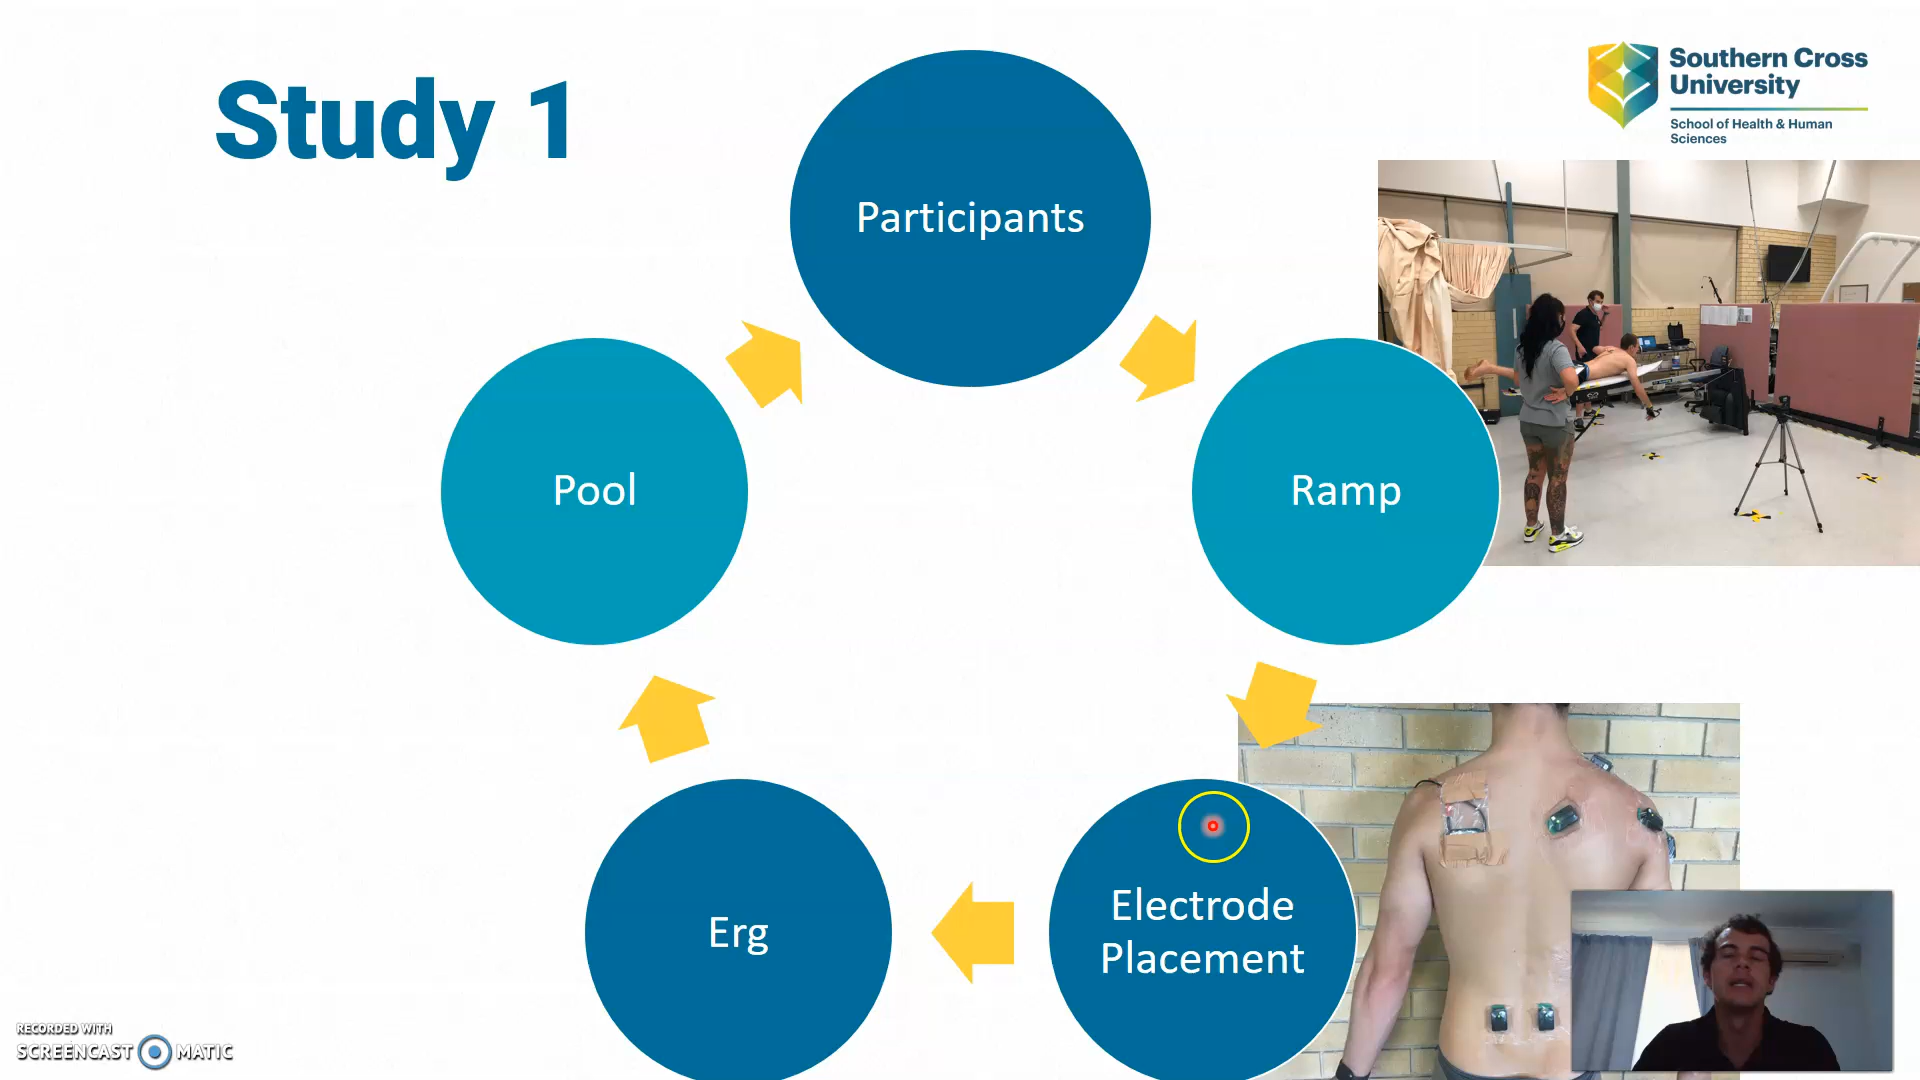 Study 1
Southern Cross
University
School of Health & Human
Sciences
Participants
Pool
Ramp
Electrode
Placement
Erg
RECORDED WITH
SCREENCAST MATIC